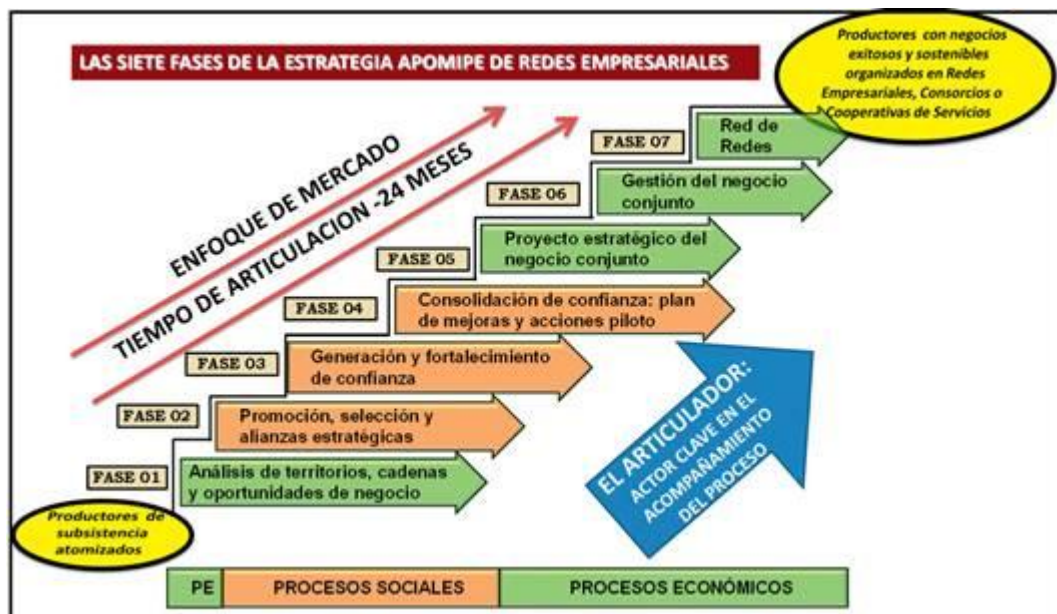 LAS SIETE FASES DE LA ESTRATEGIA APOMIPE DE REDES EMPRESARIALES
Productores con negocios
exitosos y sostenibles
organizados en Redes
Empresariales, Consorcios o
Cooperativas de Servicios
ENFOQUE DE MERCADO
TIEMPO DE ARTICULACION -24 MESES
FASE 07
Red de
Redes
FASE 06
Gestión del negocio
conjunto
FASE 05
Proyecto estratégico del
negocio conjunto
FASE 04
Consolidación de confianza: plan
de mejoras y acciones piloto
FASE 03
Generación y fortalecimiento
de confianza
FASE 02
Promoción, selección y
alianzas estratégicas
FASE 01
Análisis de territorios, cadenas
y oportunidades de negocio
Productores de
subsistencia
atomizados
EL ARTICULADOR:
ACTOR CLAVE EN EL
ACOMPAÑAMIENTO
DEL PROCESO
PE
PROCESOS SOCIALES
PROCESOS ECONÓMICOS